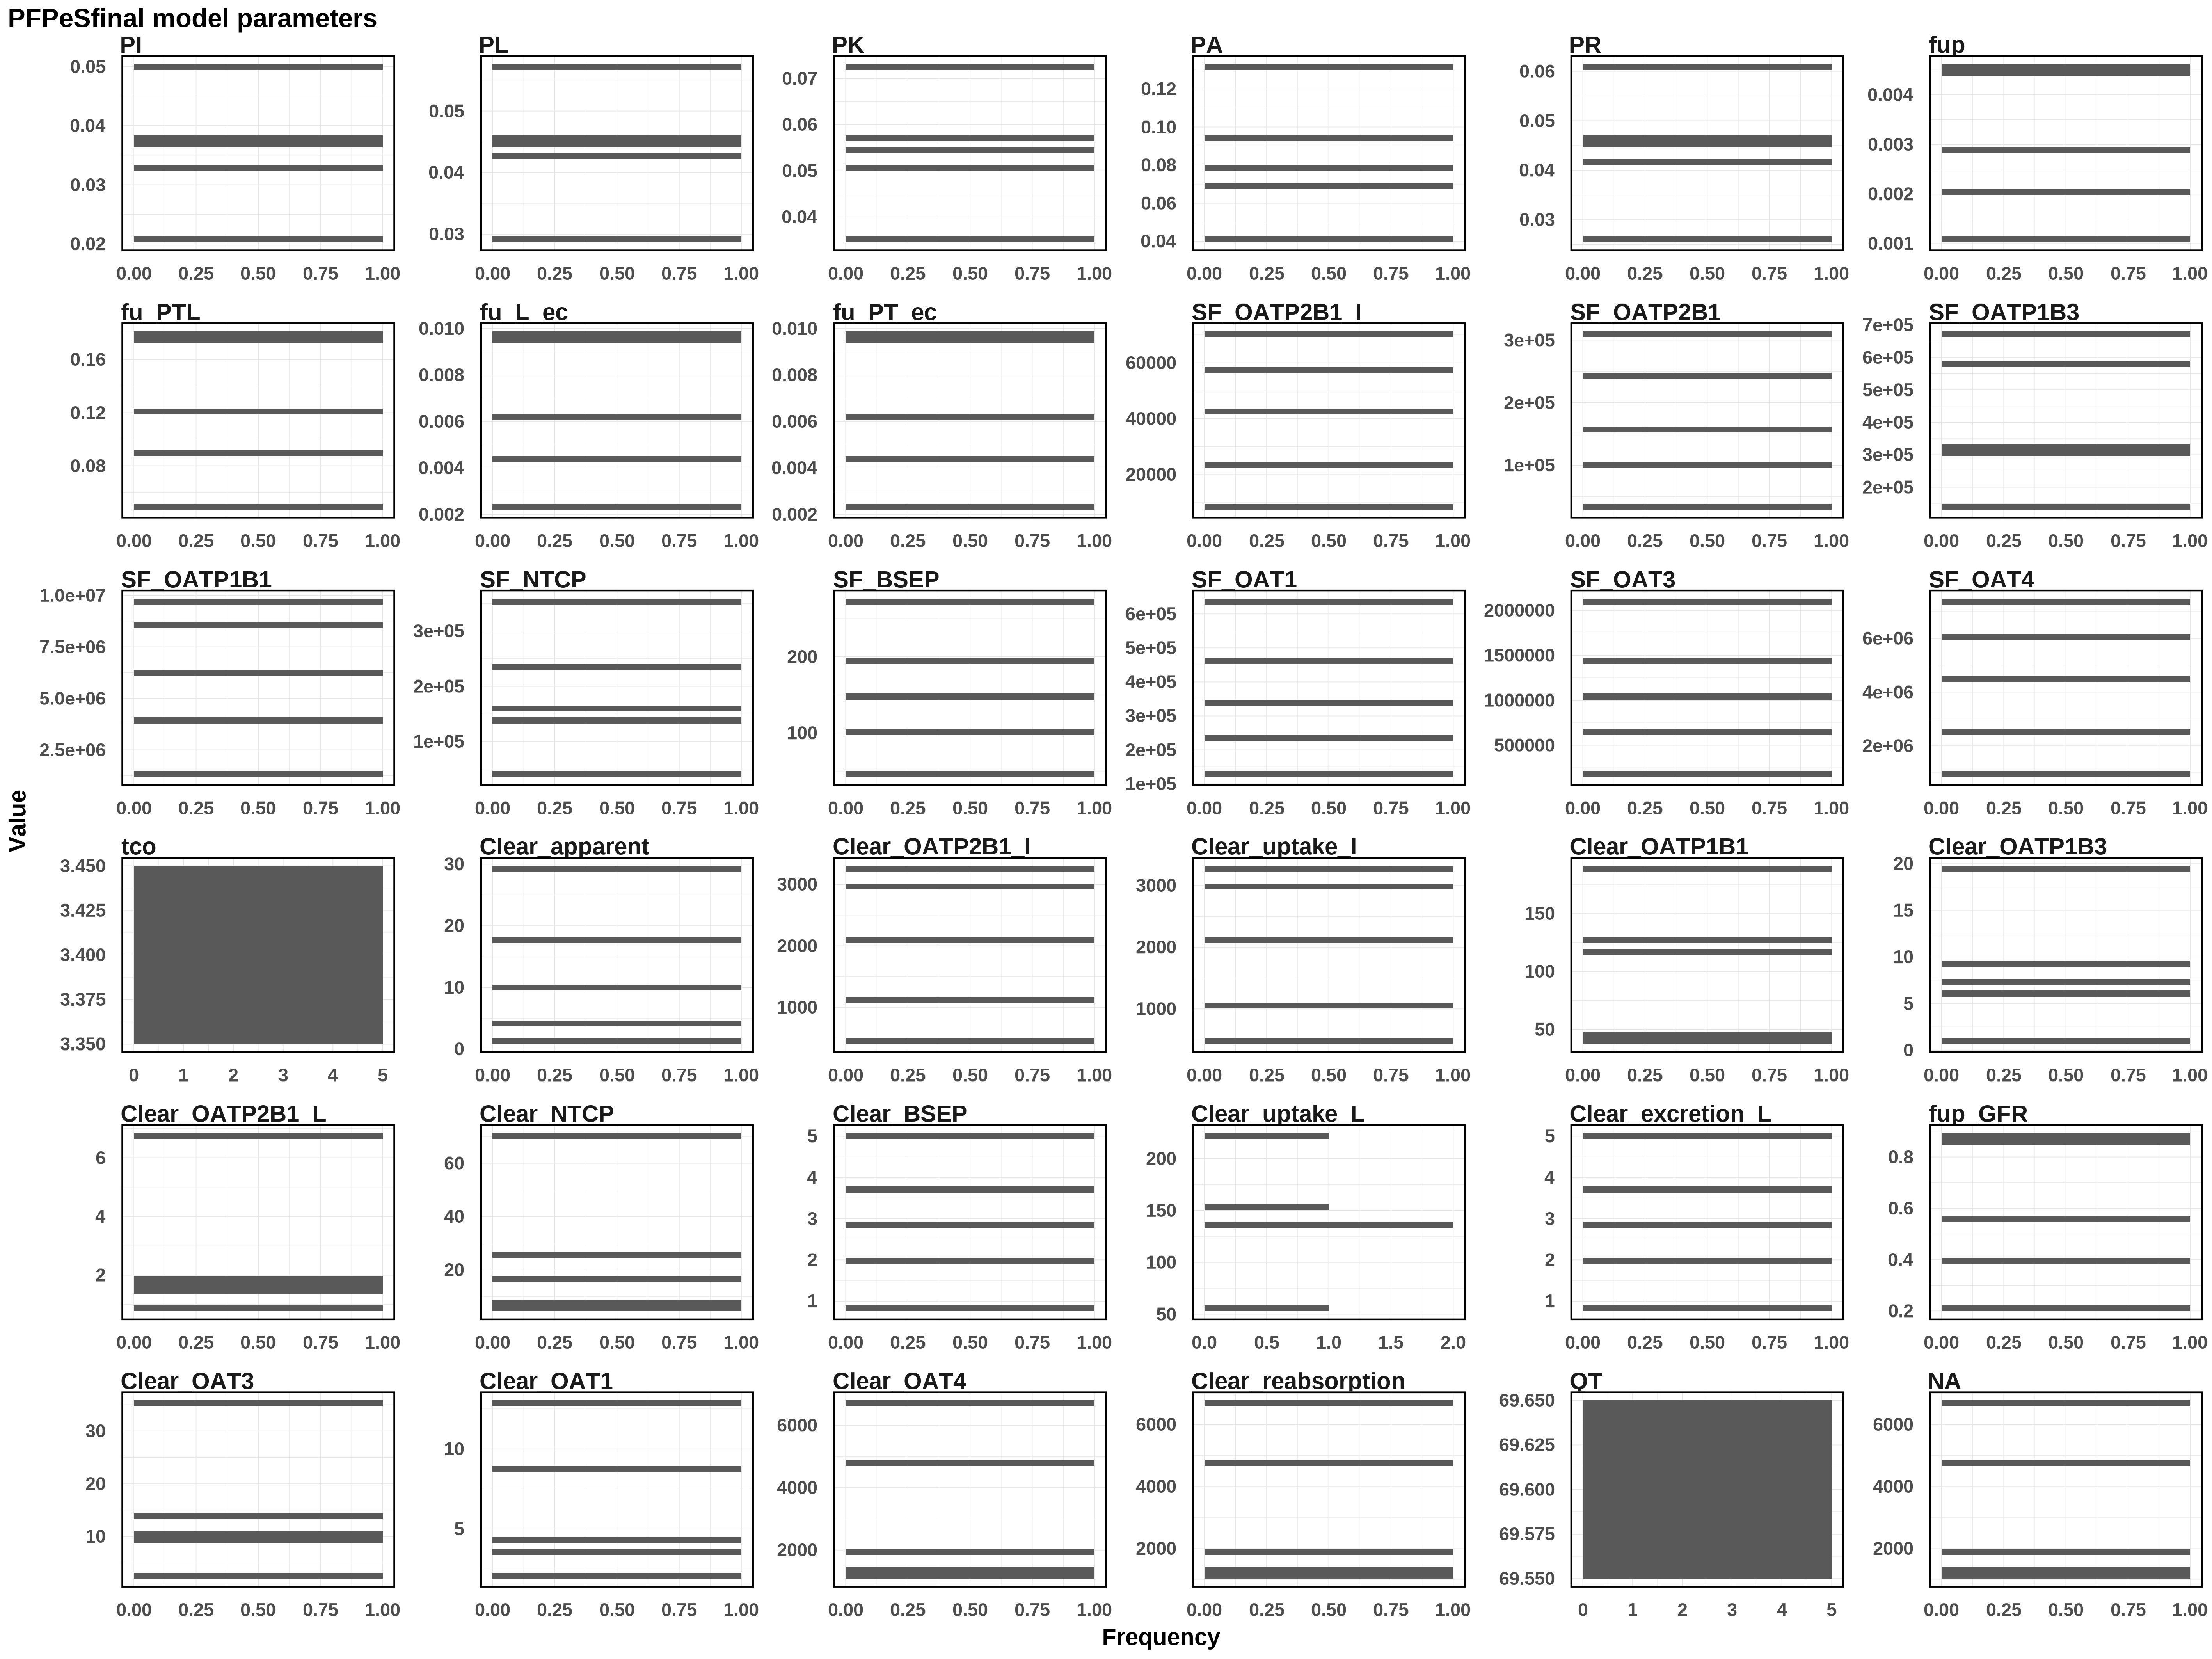 PFPeSfinal model parameters
PI PL PK PA PR fup
0.05 0.04 0.03 0.02
0.05 0.04 0.03
0.07 0.06 0.05 0.04
0.12 0.10 0.08 0.06 0.04
0.06 0.05 0.04 0.03
0.004 0.003 0.002 0.001
0.00 0.25 0.50 0.75 1.00 0.00 0.25 0.50 0.75 1.00 0.00 0.25 0.50 0.75 1.00 0.00 0.25 0.50 0.75 1.00 0.00 0.25 0.50 0.75 1.00 0.00 0.25 0.50 0.75 1.00
fu_PTL fu_L_ec fu_PT_ec SF_OATP2B1_I SF_OATP2B1 SF_OATP1B3
0.16 0.12 0.08
0.010 0.008 0.006 0.004 0.002
0.010 0.008 0.006 0.004 0.002
60000 40000 20000
3e+05 2e+05 1e+05
7e+05 6e+05 5e+05 4e+05 3e+05 2e+05
0.00 0.25 0.50 0.75 1.00 0.00 0.25 0.50 0.75 1.00 0.00 0.25 0.50 0.75 1.00 0.00 0.25 0.50 0.75 1.00 0.00 0.25 0.50 0.75 1.00 0.00 0.25 0.50 0.75 1.00
SF_OATP1B1 SF_NTCP SF_BSEP SF_OAT1 SF_OAT3 SF_OAT4
1.0e+07 7.5e+06 5.0e+06 2.5e+06
3e+05 2e+05 1e+05
200 100
6e+05 5e+05 4e+05 3e+05 2e+05 1e+05
2000000 1500000 1000000 500000
6e+06 4e+06 2e+06
0.00 0.25 0.50 0.75 1.00 0.00 0.25 0.50 0.75 1.00 0.00 0.25 0.50 0.75 1.00 0.00 0.25 0.50 0.75 1.00 0.00 0.25 0.50 0.75 1.00 0.00 0.25 0.50 0.75 1.00
Value
tco Clear_apparent Clear_OATP2B1_I Clear_uptake_I Clear_OATP1B1 Clear_OATP1B3
3.450 3.425 3.400 3.375 3.350
30 20 10 0
3000 2000 1000
3000 2000 1000
150 100 50
20 15 10 5 0
0 1 2 3 4 5 0.00 0.25 0.50 0.75 1.00 0.00 0.25 0.50 0.75 1.00 0.00 0.25 0.50 0.75 1.00 0.00 0.25 0.50 0.75 1.00 0.00 0.25 0.50 0.75 1.00
Clear_OATP2B1_L Clear_NTCP Clear_BSEP Clear_uptake_L Clear_excretion_L fup_GFR
6 4 2
60 40 20
5 4 3 2 1
200 150 100 50
5 4 3 2 1
0.8 0.6 0.4 0.2
0.00 0.25 0.50 0.75 1.00 0.00 0.25 0.50 0.75 1.00 0.00 0.25 0.50 0.75 1.00 0.0 0.5 1.0 1.5 2.0 0.00 0.25 0.50 0.75 1.00 0.00 0.25 0.50 0.75 1.00
Clear_OAT3 Clear_OAT1 Clear_OAT4 Clear_reabsorption QT NA
30 20 10
10 5
6000 4000 2000
6000 4000 2000
69.650 69.625 69.600 69.575 69.550
6000 4000 2000
0.00 0.25 0.50 0.75 1.00 0.00 0.25 0.50 0.75 1.00 0.00 0.25 0.50 0.75 1.00 0.00 0.25 0.50 0.75 1.00 0 1 2 3 4 5 0.00 0.25 0.50 0.75 1.00
Frequency